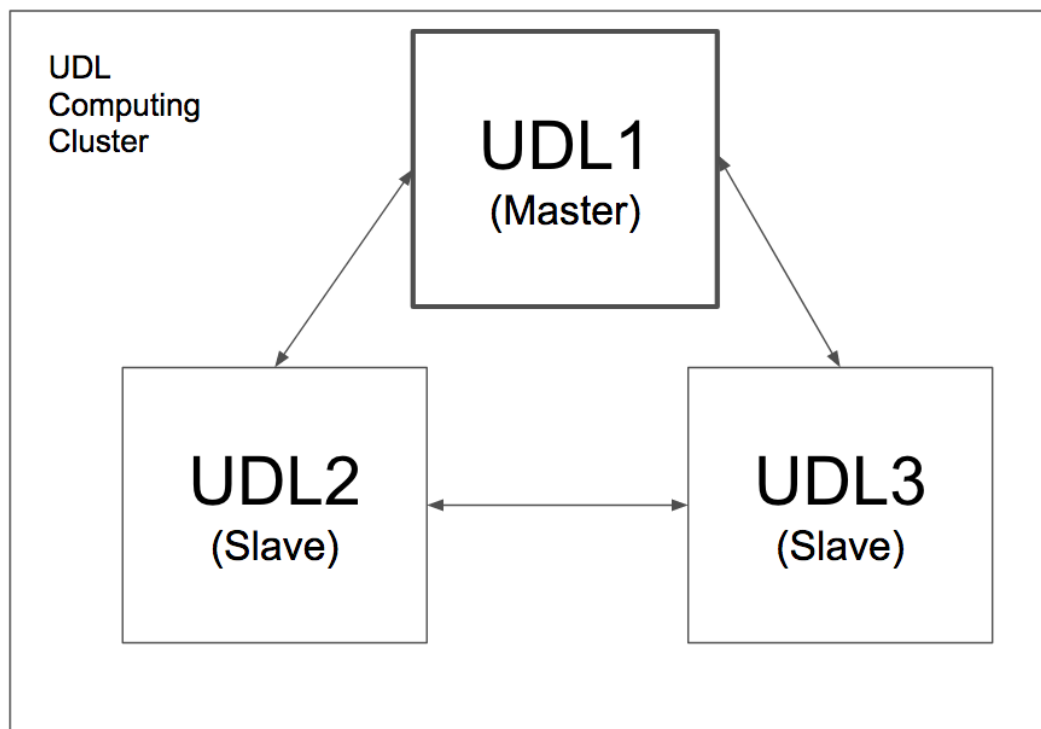 UDL
Computing
Cluster
UDL1
(Master)
UDL2
(Slave)
UDL3
(Slave)